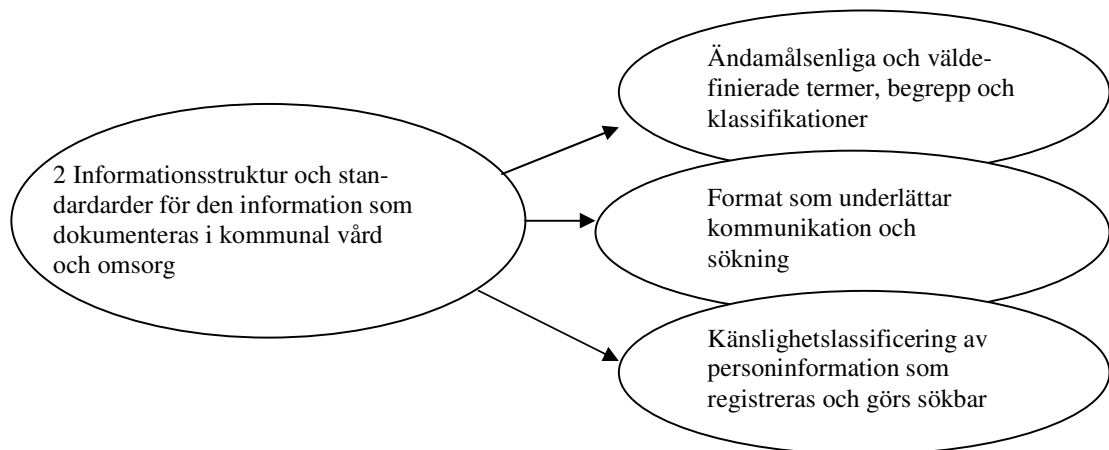 2 Informationsstruktur och stan-
dardarder för den information som
dokumenteras i kommunal vård
och omsorg
Ändamålsenliga och välde-
finierade termer, begrepp och
klassifikationer
Format som underlättar
kommunikation och
sökning
Känslighetslassificering av
personinformation som
registreras och görs sökbar